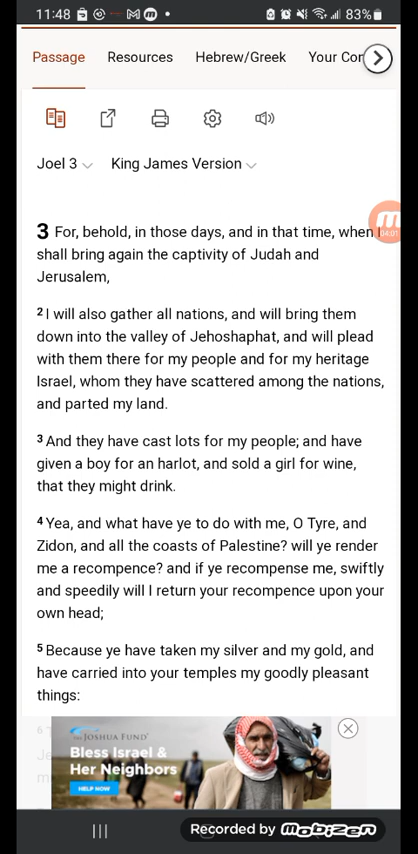 11:48 83%
Passage Resources Hebrew/Greek Your Con
Joel 3 King James Version
04:01
3 For, behold, in those days, and in that time, when I
shall bring again the captivity of Judah and
Jerusalem,
2 I will also gather all nations, and will bring them
down into the valley of Jehoshaphat, and will plead
with them there for my people and for my heritage
Israel, whom they have scattered among the nations,
and parted my land.
3 And they have cast lots for my people; and have
given a boy for an harlot, and sold a girl for wine,
that they might drink.
4 Yea, and what have ye to do with me, O Tyre, and
Zidon, and all the coasts of Palestine? will ye render
me a recompence? and if ye recompense me, swiftly
and speedily will I return your recompence upon your
own head;
5 Because ye have taken my silver and my gold, and
have carried into your temples my goodly pleasant
things:
6
Je
m
THE JOSHUA FUND
Bless Israel &
Her Neighbors
HELP NOW
Recorded by mobizen